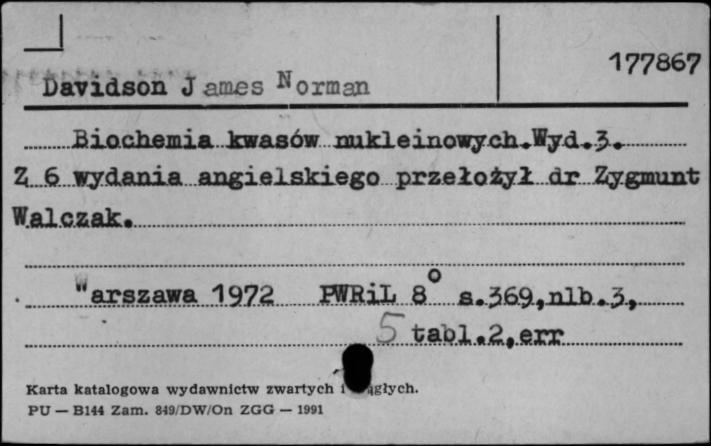 177867
Davidson James Norman
Biochemia kwasów nukleinowych.Wyd.3.
Z 6 wydania angielskiego przełożył dr Zygmunt
Walczak.
Warszawa 1972 PWRiL 8° s.369,nlb.3,
5 tabl.2,err
Karta katalogowa wydawnictw zwartych i
PU — B144 Zam. 849/DW/On ZGG — 1991